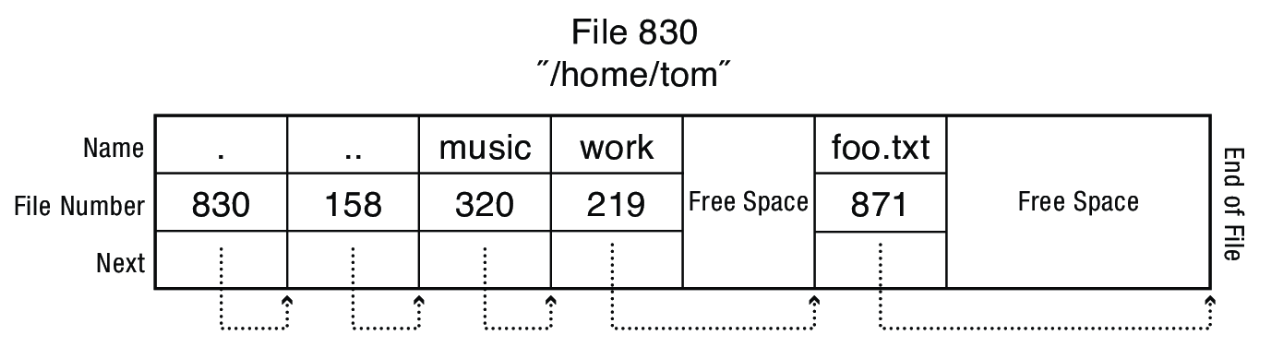 File 830
˝/home/tom˝
Name . .. music work foo.txt
File Number 830 158 320 219 Free Space 871 Free Space
Next
End of File